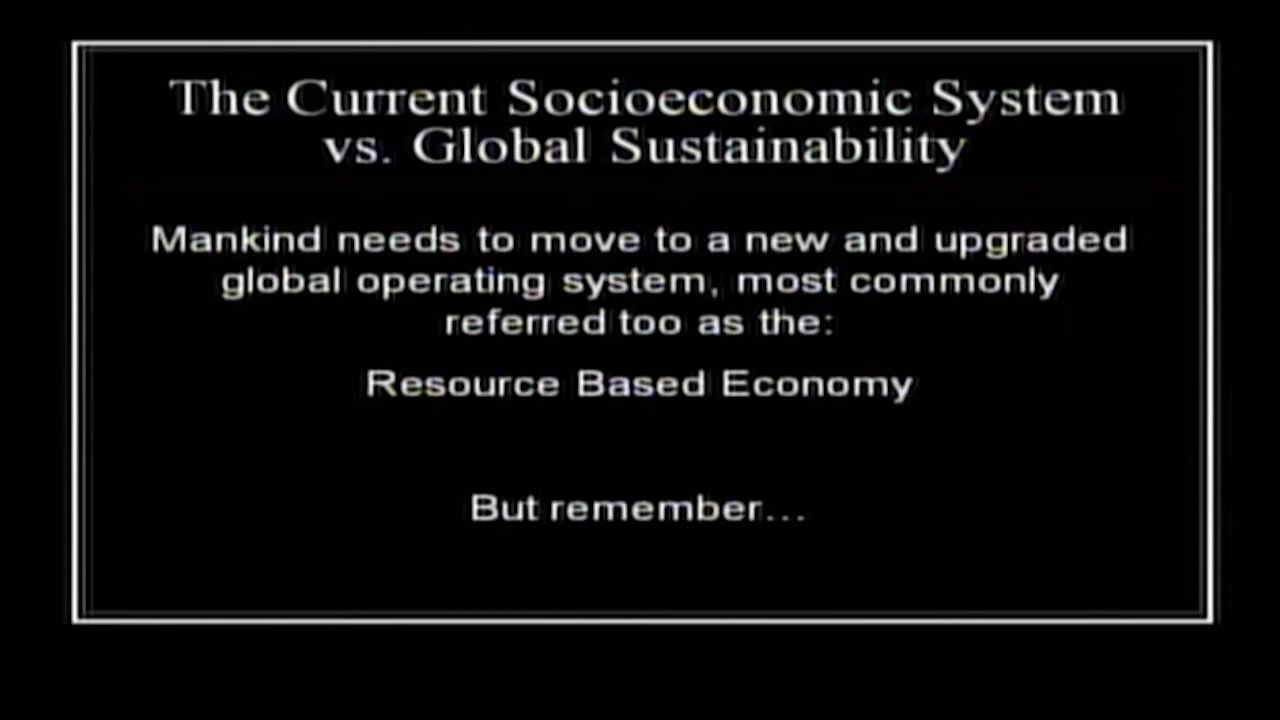 The Current Socioeconomic System
vs. Global Sustainability
Mankind needs to move to a new and upgraded
global operating system, most commonly
referred too as the:
Resource Based Economy
But remember...